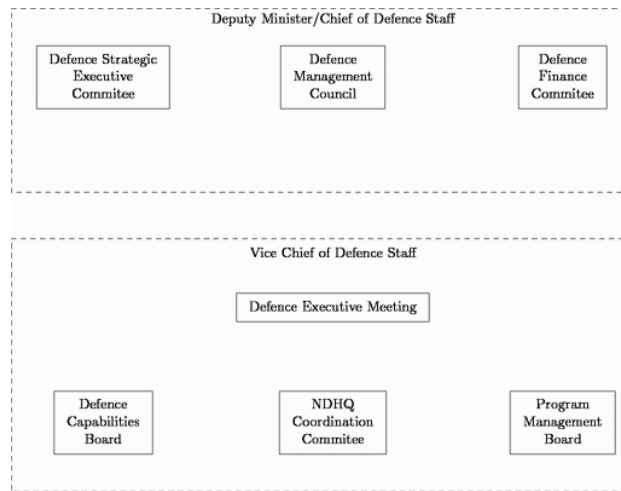 Deputy Minister/Chief of Defence Staff
Defence Strategic
Executive
Commitee
Defence
Management
Council
Defence
Finance
Commitee
Vice Chief of Defence Staff
Defence Executive Meeting
Defence
Capabilities
Board
NDHQ
Coordination
Commitee
Program
Management
Board